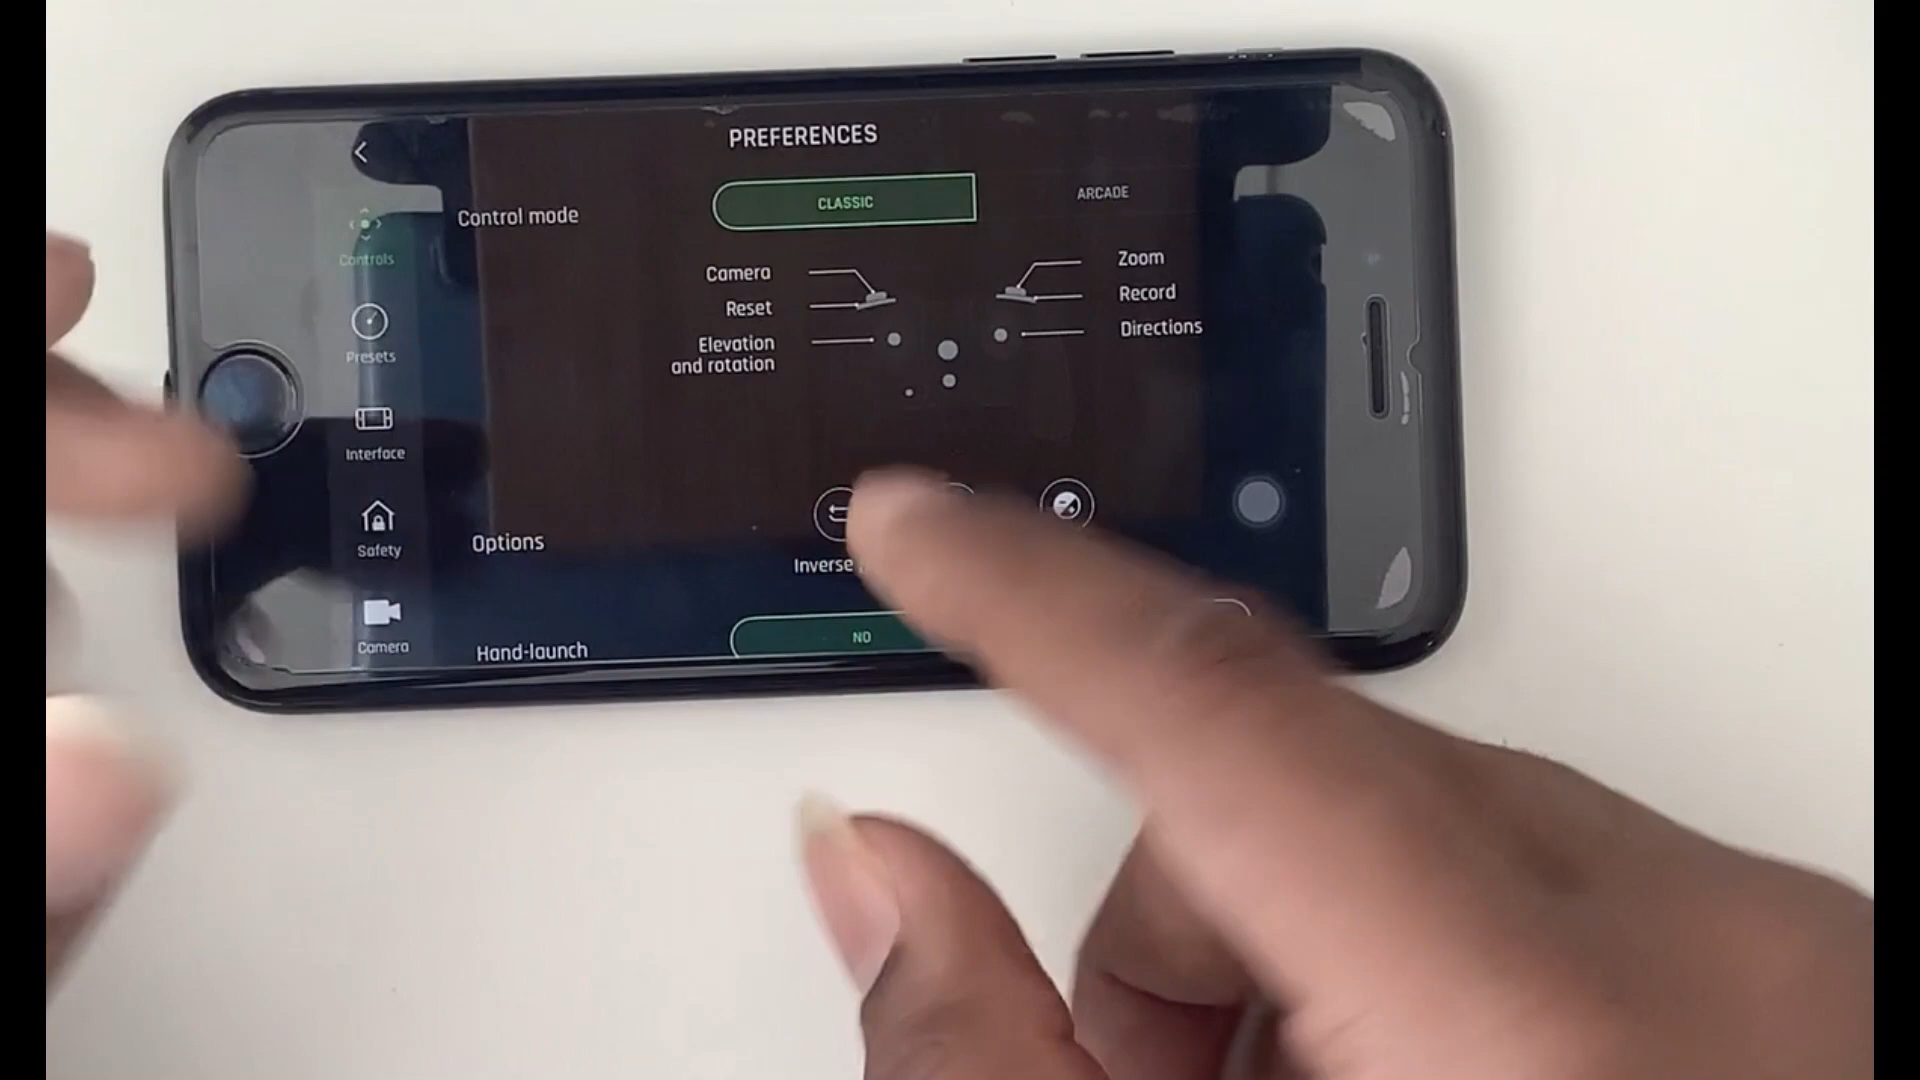 PREFERENCES
Control mode
CLASSIC
ARCADE
Controls
Camera
Reset
Elevation
and rotation
Zoom
Record
Directions
Presets
Interface
Safety
Options
Inverse
Camera
Hand-launch
NO